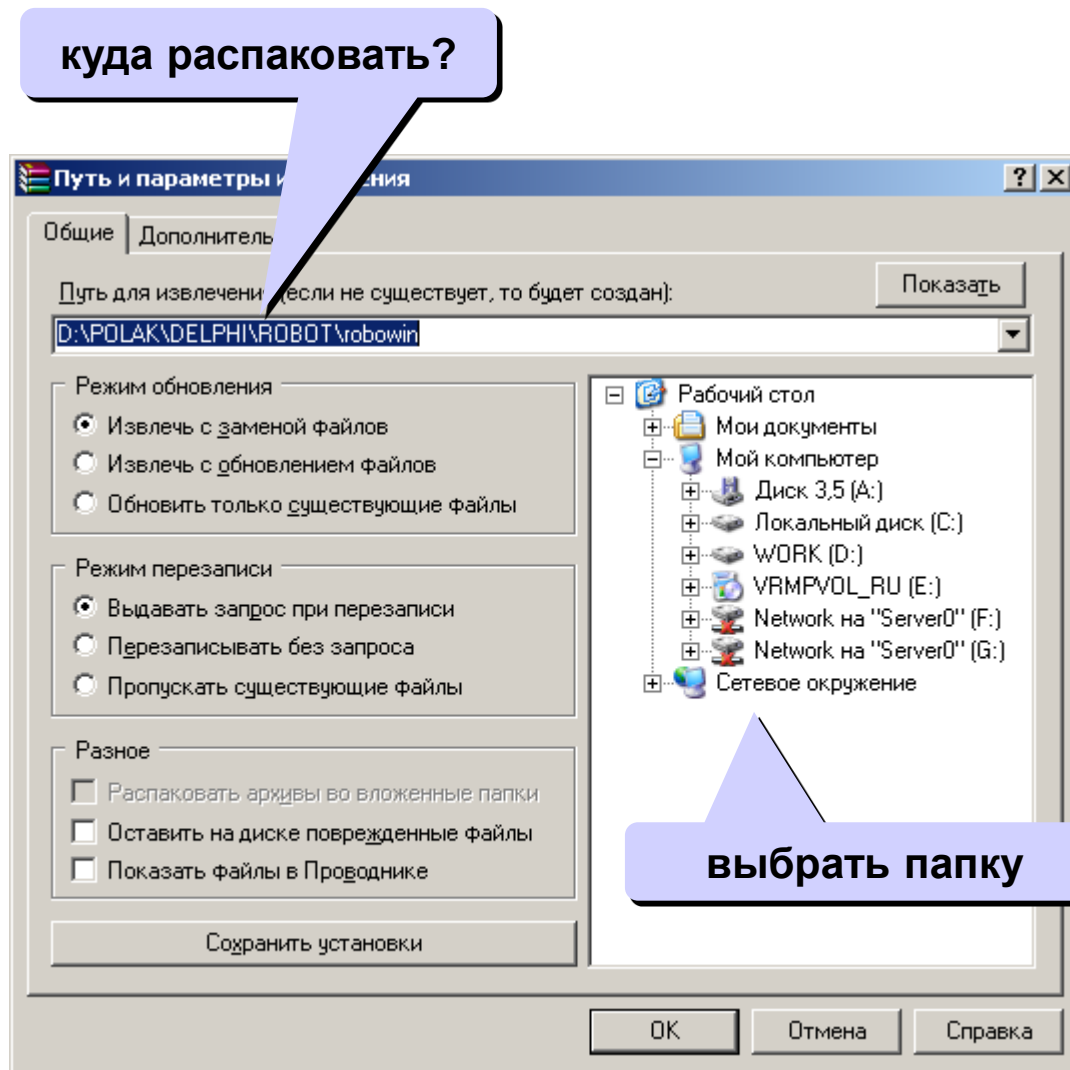 куда распаковать?
Путь и параметры и ения
Общие
Дополнитель
Путь для извлечени (если не существует, то будет создан):
Показать
D:\POLAK\DELPHI\ROBOT\robowin
Режим обновления
Извлечь с заменой файлов
Извлечь с обновлением файлов
Обновить только существующие файлы
Режим перезаписи
Выдавать запрос при перезаписи
Перезаписывать без запроса
Пропускать существующие файлы
Разное
Распаковать архивы во вложенные папки
Оставить на диске поврежденные файлы
Показать файлы в Проводнике
Сохранить установки
Рабочий стол
Мои документы
Мой компьютер
Диск 3,5 (A:)
Локальный диск (C:)
WORK (D:)
VRMPVOL_RU (E:)
Network на "Server0" (F:)
Network на "Server0" (G:)
Сетевое окружение
выбрать папку
OK
Отмена
Справка